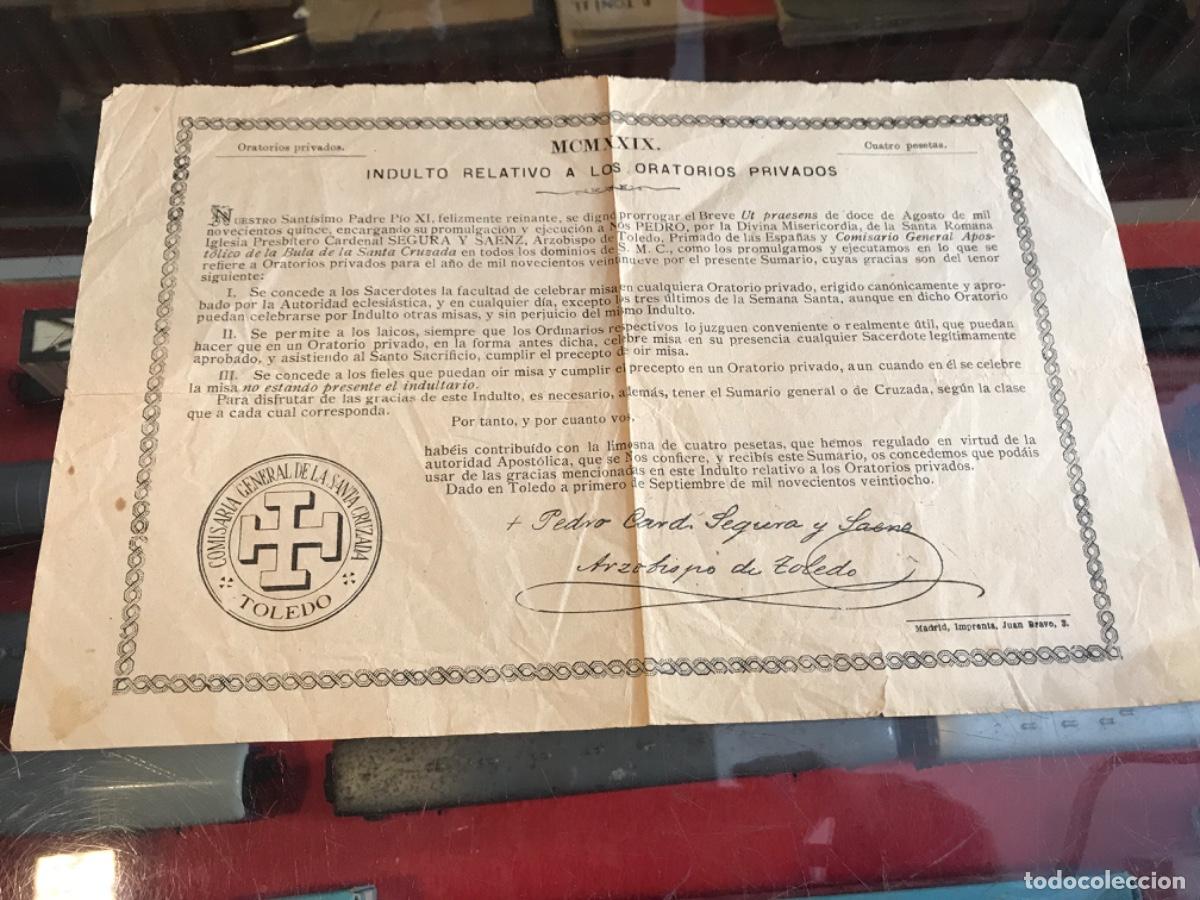 Oratorios privados.
MCMXXIX.
Cuatro pesetas.
INDULTO RELATIVO A LOS ORATORIOS PRIVADOS
NUESTRO Santísimo Padre Pío XI, felizmente reinante, se dignó prorrogar el Breve Ut praesens de doce de Agosto de mil
novecientos quince, encargando su promulgación y ejecución a Nós PEDRO, por la Divina Misericordia, de la Santa Romana
Iglesia Presbítero Cardenal SEGURA Y SAENZ, Arzobispo de Toledo, Primado de las Españas y Comisario General Apos-
tólico de la Bula de la Santa Cruzada en todos los dominios de S. M. C., como los promulgamos y ejecutamos en lo que se
refiere a Oratorios privados para el año de mil novecientos veintinueve por el presente Sumario, cuyas gracias son del tenor
siguiente:
I. Se concede a los Sacerdotes la facultad de celebrar misa en cualquiera Oratorio privado, erigido canónicamente y apro-
bado por la Autoridad eclesiástica, y en cualquier día, excepto los tres últimos de la Semana Santa, aunque en dicho Oratorio
puedan celebrarse por Indulto otras misas, y sin perjuicio del mismo Indulto.
II. Se permite a los laicos, siempre que los Ordinarios respectivos lo juzguen conveniente o realmente útil, que puedan
hacer que en un Oratorio privado, en la forma antes dicha, celebre misa en su presencia cualquier Sacerdote legítimamente
aprobado, y asistiendo al Santo Sacrificio, cumplir el precepto de oir misa.
III. Se concede a los fieles que puedan oir misa y cumplir el precepto en un Oratorio privado, aun cuando en él se celebre
la misa no estando presente el indultario.
Para disfrutar de las gracias de este Indulto, es necesario, además, tener el Sumario general o de Cruzada, según la clase
que a cada cual corresponda.
Por tanto, y por cuanto vos,
habéis contribuído con la limosna de cuatro pesetas, que hemos regulado en virtud de la
autoridad Apostólica, que se Nos confiere, y recibís este Sumario, os concedemos que podáis
usar de las gracias mencionadas en este Indulto relativo a los Oratorios privados.
Dado en Toledo a primero de Septiembre de mil novecientos veintiocho.
+ Pedro Card. Segura y Saenz
Arzobispo de Toledo
COMISARIA GENERAL DE LA SANTA CRUZADA
TOLEDO
Madrid, Imprenta, Juan Bravo, 3.
todocoleccion